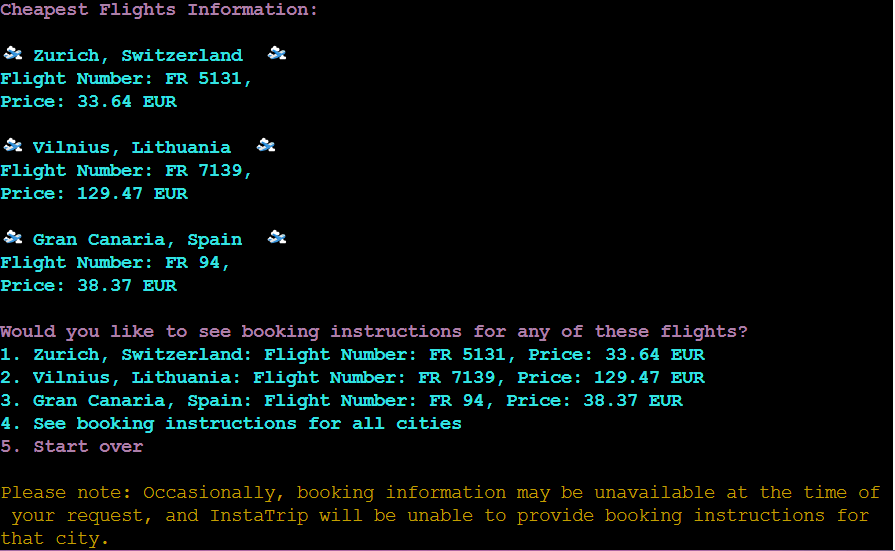 Cheapest Flights Information:
Zurich, Switzerland
Flight Number: FR 5131,
Price: 33.64 EUR
Vilnius, Lithuania
Flight Number: FR 7139,
Price: 129.47 EUR
Gran Canaria, Spain
Flight Number: FR 94,
Price: 38.37 EUR
Would you like to see booking instructions for any of these flights?
1. Zurich, Switzerland: Flight Number: FR 5131, Price: 33.64 EUR
2. Vilnius, Lithuania: Flight Number: FR 7139, Price: 129.47 EUR
3. Gran Canaria, Spain: Flight Number: FR 94, Price: 38.37 EUR
4. See booking instructions for all cities
5. Start over
Please note: Occasionally, booking information may be unavailable at the time of
your request, and InstaTrip will be unable to provide booking instructions for
that city.